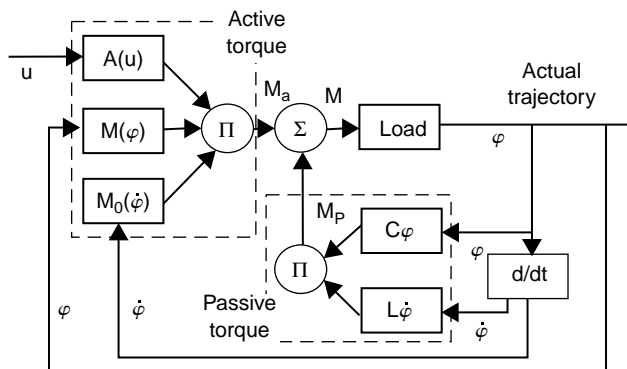 Active
torque
u
A(u)
M(φ)
M₀(φ̇)
Π
Mₐ
Σ
M
Load
Actual
trajectory
φ
M_P
Cφ
φ
d/dt
Π
Lφ̇
φ̇
Passive
torque
φ
φ̇